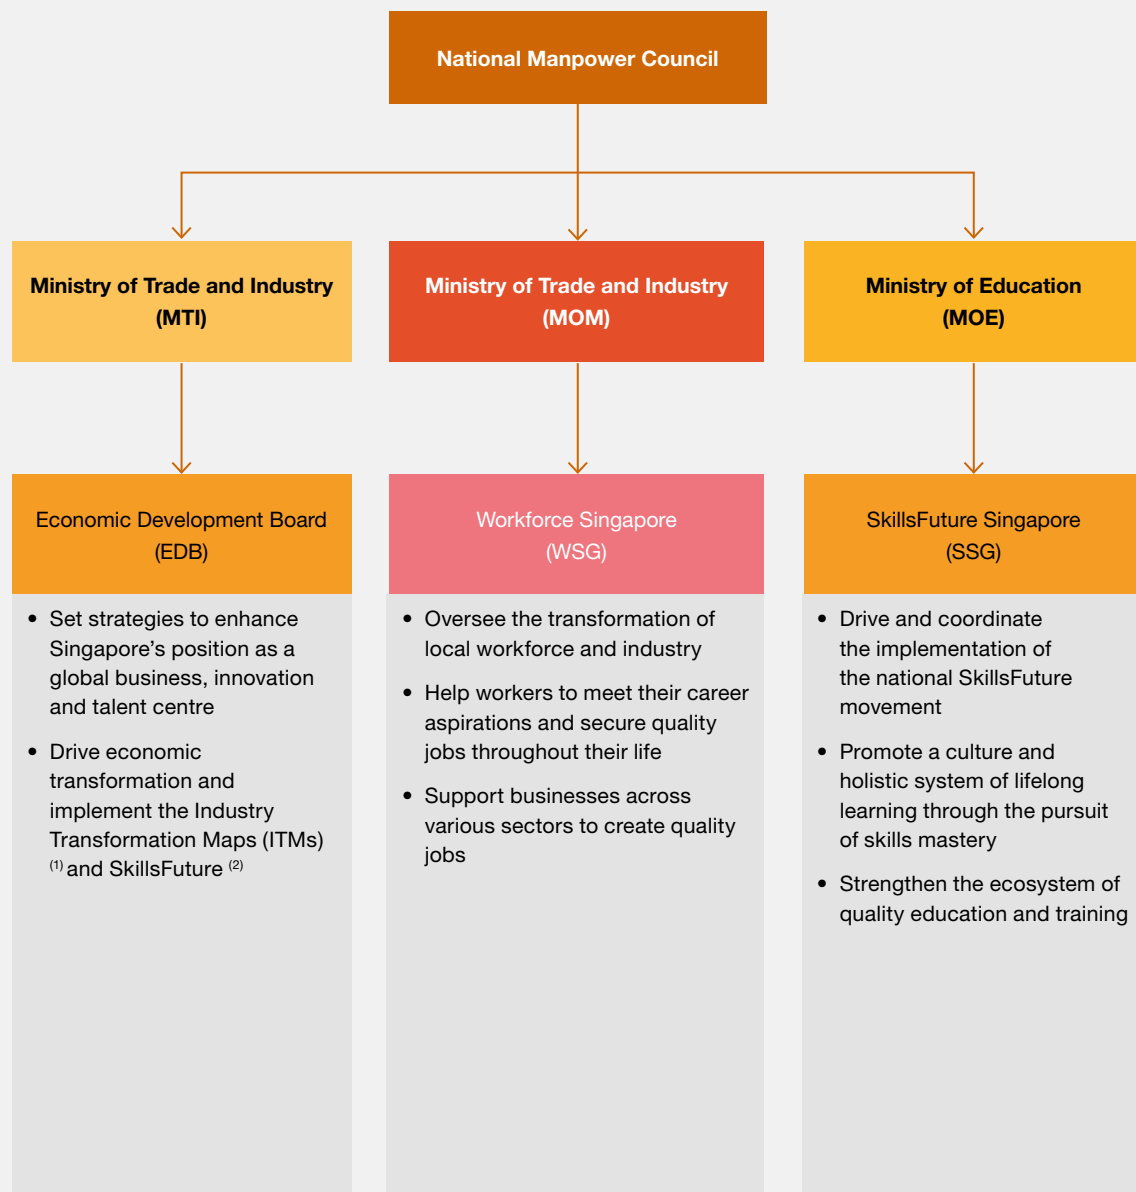 National Manpower Council
Ministry of Trade and Industry
(MTI)
Ministry of Trade and Industry
(MOM)
Ministry of Education
(MOE)
Economic Development Board
(EDB)
• Set strategies to enhance
Singapore’s position as a
global business, innovation
and talent centre
• Drive economic
transformation and
implement the Industry
Transformation Maps (ITMs)
(1) and SkillsFuture (2)
Workforce Singapore
(WSG)
• Oversee the transformation of
local workforce and industry
• Help workers to meet their career
aspirations and secure quality
jobs throughout their life
• Support businesses across
various sectors to create quality
jobs
SkillsFuture Singapore
(SSG)
• Drive and coordinate
the implementation of
the national SkillsFuture
movement
• Promote a culture and
holistic system of lifelong
learning through the pursuit
of skills mastery
• Strengthen the ecosystem of
quality education and training